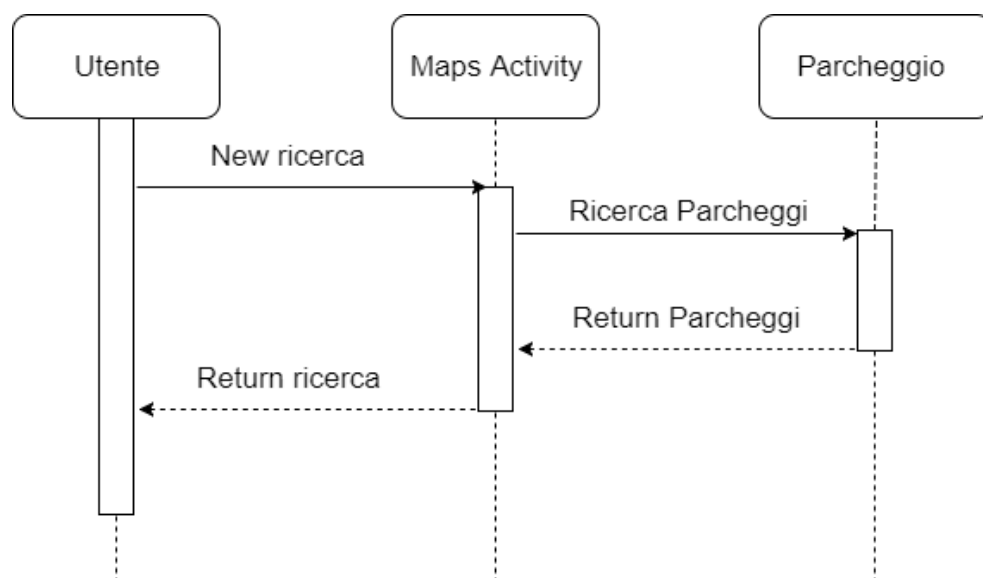 Utente
Maps Activity
Parcheggio
New ricerca
Ricerca Parcheggi
Return Parcheggi
Return ricerca